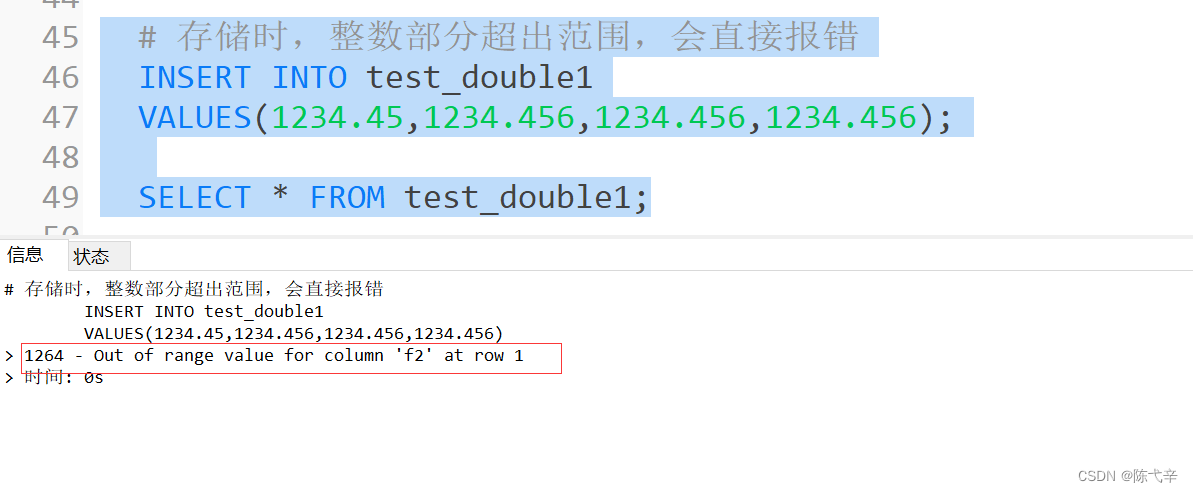 44
45 # 存储时，整数部分超出范围，会直接报错
46 INSERT INTO test_double1
47 VALUES(1234.45,1234.456,1234.456,1234.456);
48
49 SELECT * FROM test_double1;
50
信息 状态
# 存储时，整数部分超出范围，会直接报错
INSERT INTO test_double1
VALUES(1234.45,1234.456,1234.456,1234.456)
> 1264 - Out of range value for column 'f2' at row 1
> 时间: 0s
CSDN @陈弋辛